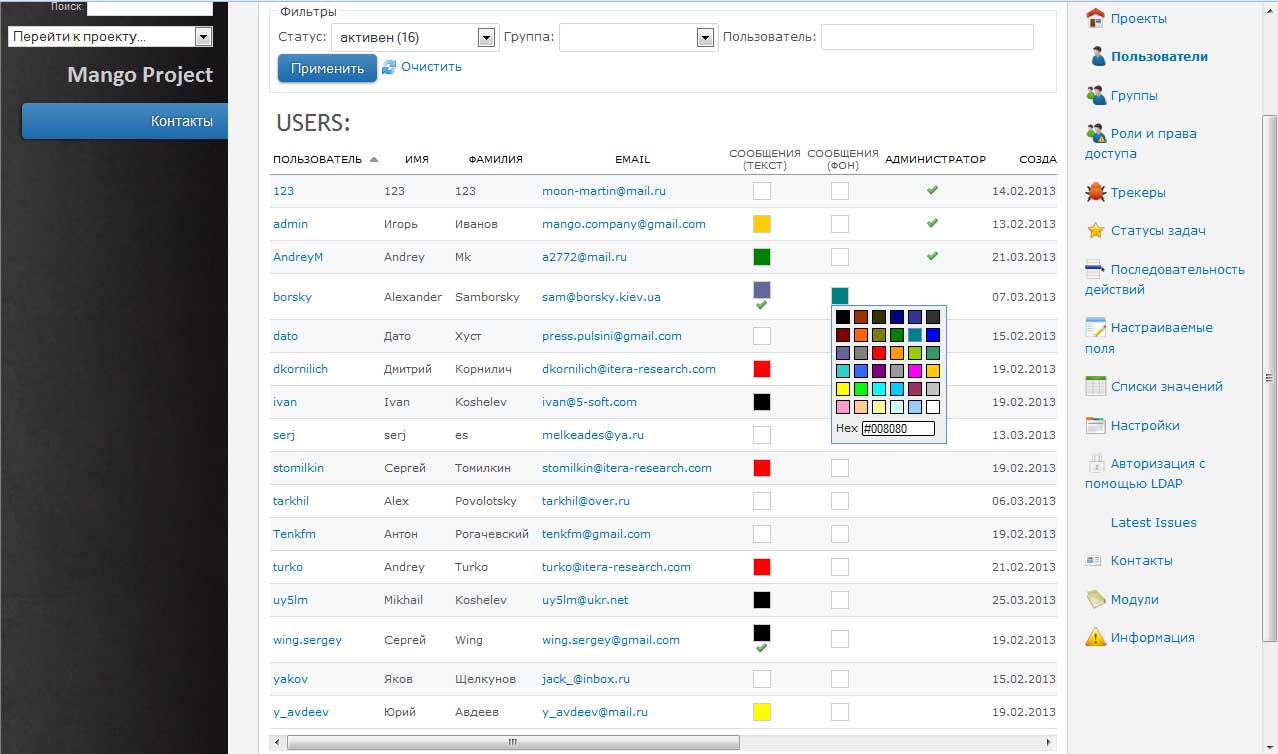 Поиск:
Перейти к проекту...
Mango Project
Контакты
Фильтры
Статус: активен (16) Группа: Пользователь:
Применить Очистить
USERS:
ПОЛЬЗОВАТЕЛЬ ИМЯ ФАМИЛИЯ EMAIL СООБЩЕНИЯ (ТЕКСТ) СООБЩЕНИЯ (ФОН) АДМИНИСТРАТОР СОЗДА
123 123 123 moon-martin@mail.ru 14.02.2013
admin Игорь Иванов mango.company@gmail.com 13.02.2013
AndreyM Andrey Mk a2772@mail.ru 21.03.2013
borsky Alexander Samborsky sam@borsky.kiev.ua 07.03.2013
dato Дато Хуст press.pulsini@gmail.com 15.02.2013
dkornilich Дмитрий Корнилич dkornilich@itera-research.com 19.02.2013
ivan Ivan Koshelev ivan@5-soft.com 19.02.2013
Hex #008080
serj serj es melkeades@ya.ru 13.03.2013
stomilkin Сергей Томилкин stomilkin@itera-research.com 19.02.2013
tarkhil Alex Povolotsky tarkhil@over.ru 06.03.2013
Tenkfm Антон Рогачевский tenkfm@gmail.com 19.02.2013
turko Andrey Turko turko@itera-research.com 21.02.2013
uy5lm Mikhail Koshelev uy5lm@ukr.net 25.03.2013
wing.sergey Сергей Wing wing.sergey@gmail.com 19.02.2013
yakov Яков Щелкунов jack_@inbox.ru 15.02.2013
y_avdeev Юрий Авдеев y_avdeev@mail.ru 19.02.2013
Проекты
Пользователи
Группы
Роли и права
доступа
Трекеры
Статусы задач
Последовательность
действий
Настраиваемые
поля
Списки значений
Настройки
Авторизация с
помощью LDAP
Latest Issues
Контакты
Модули
Информация